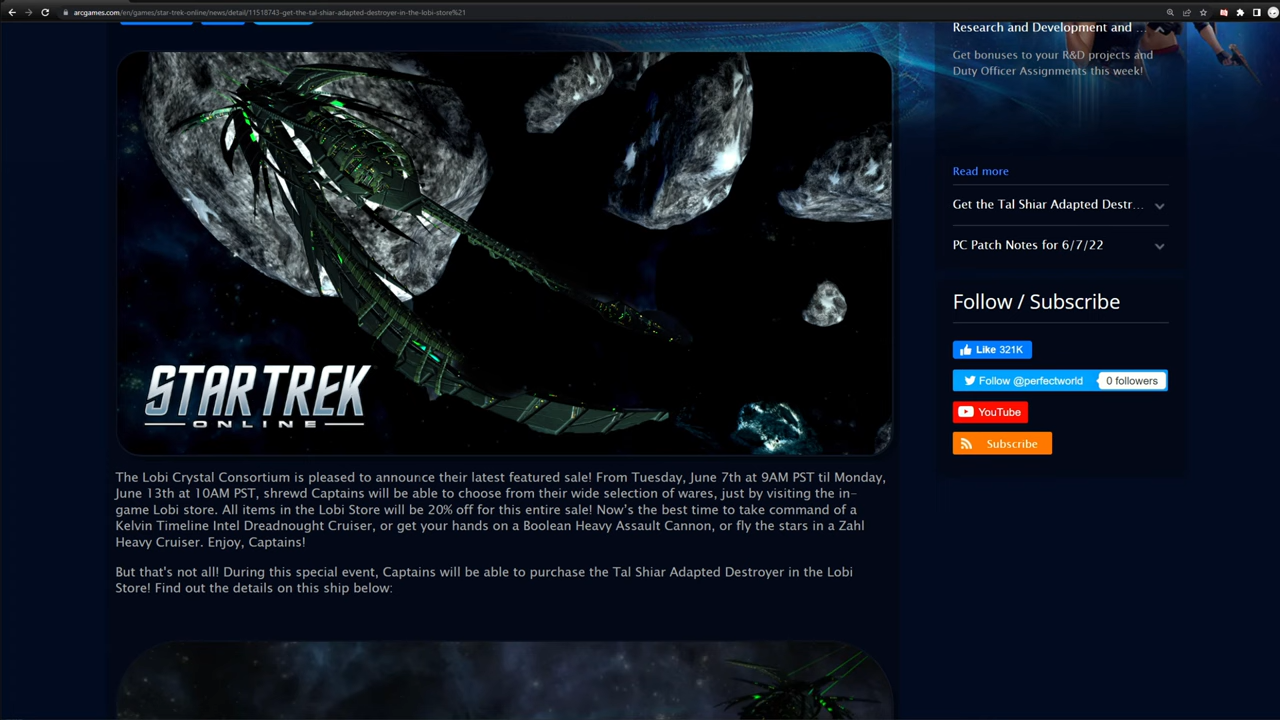 arcgames.com/en/games/star-trek-online/news/detail/11518743-get-the-tal-shiar-adapted-destroyer-in-the-lobi-store%21
STAR TREK
ONLINE
The Lobi Crystal Consortium is pleased to announce their latest featured sale! From Tuesday, June 7th at 9AM PST til Monday,
June 13th at 10AM PST, shrewd Captains will be able to choose from their wide selection of wares, just by visiting the in-
game Lobi store. All items in the Lobi Store will be 20% off for this entire sale! Now's the best time to take command of a
Kelvin Timeline Intel Dreadnought Cruiser, or get your hands on a Boolean Heavy Assault Cannon, or fly the stars in a Zahl
Heavy Cruiser. Enjoy, Captains!
But that's not all! During this special event, Captains will be able to purchase the Tal Shiar Adapted Destroyer in the Lobi
Store! Find out the details on this ship below:
Research and Development and ...
Get bonuses to your R&D projects and
Duty Officer Assignments this week!
Read more
Get the Tal Shiar Adapted Destr...
PC Patch Notes for 6/7/22
Follow / Subscribe
Like 321K
Follow @perfectworld 0 followers
YouTube
Subscribe